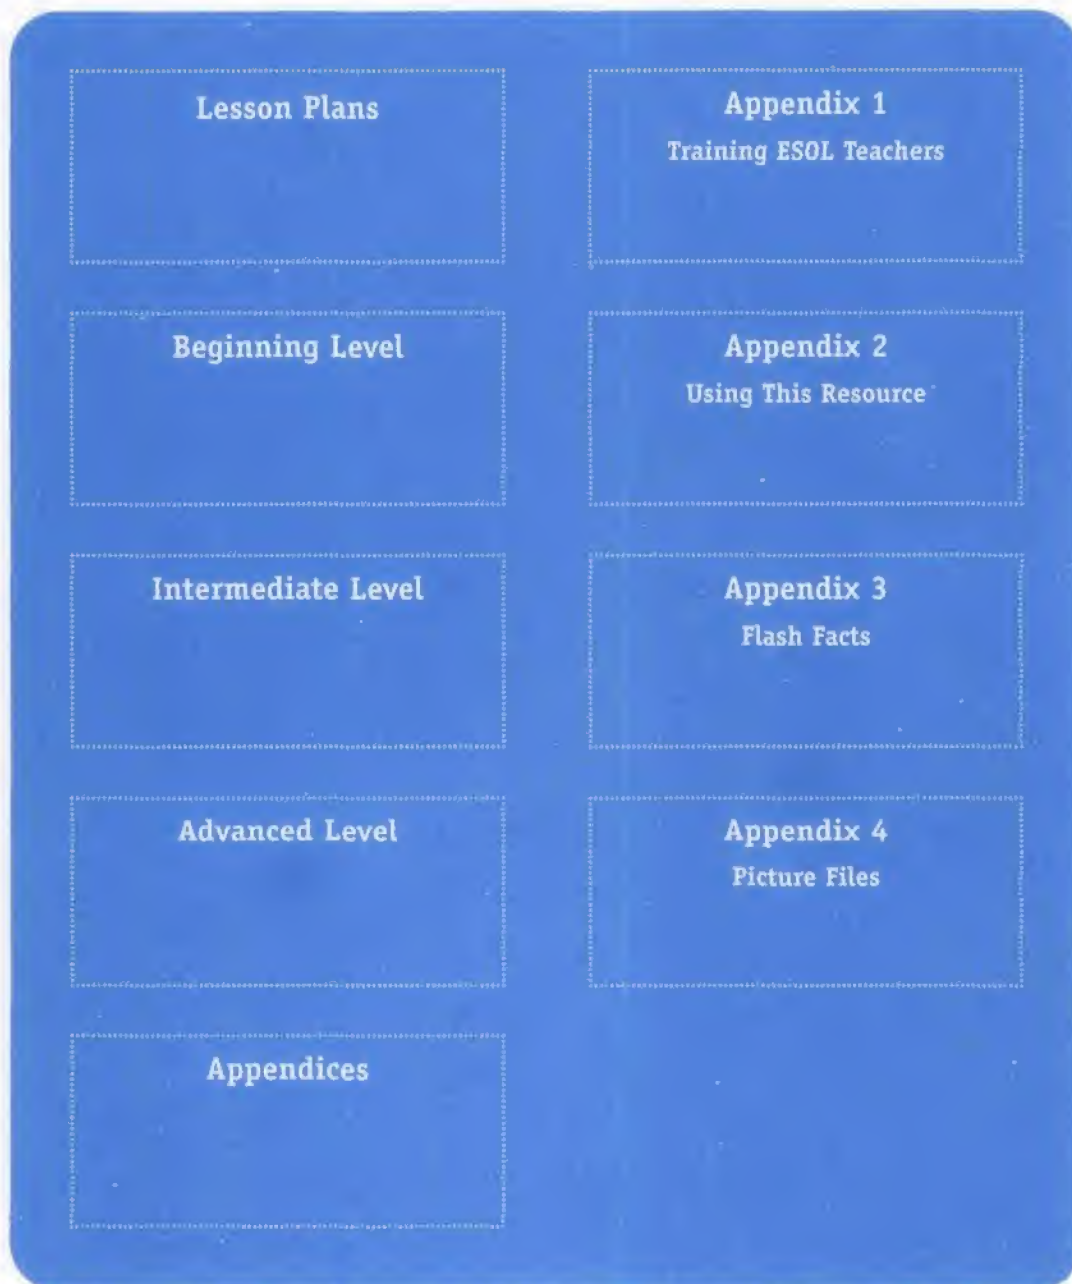 Lesson Plans
Beginning Level
Intermediate Level
Advanced Level
Appendices
Appendix 1
Training ESOL Teachers
Appendix 2
Using This Resource
Appendix 3
Flash Facts
Appendix 4
Picture Files